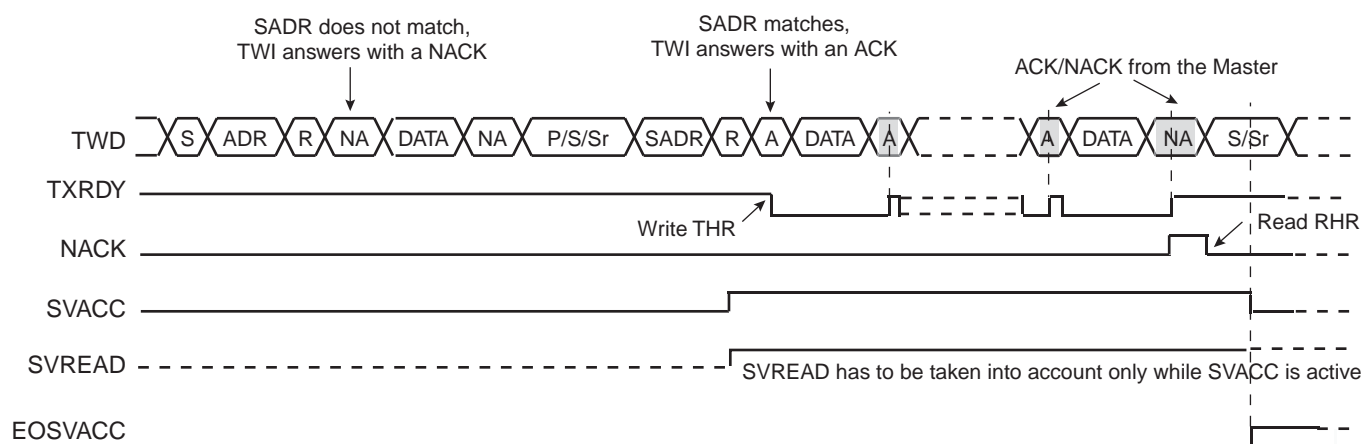 SADR does not match,
TWI answers with a NACK
SADR matches,
TWI answers with an ACK
ACK/NACK from the Master
TWD S ADR R NA DATA NA P/S/Sr SADR R A DATA A A DATA NA S/Sr
TXRDY
Write THR
Read RHR
NACK
SVACC
SVREAD
SVREAD has to be taken into account only while SVACC is active
EOSVACC